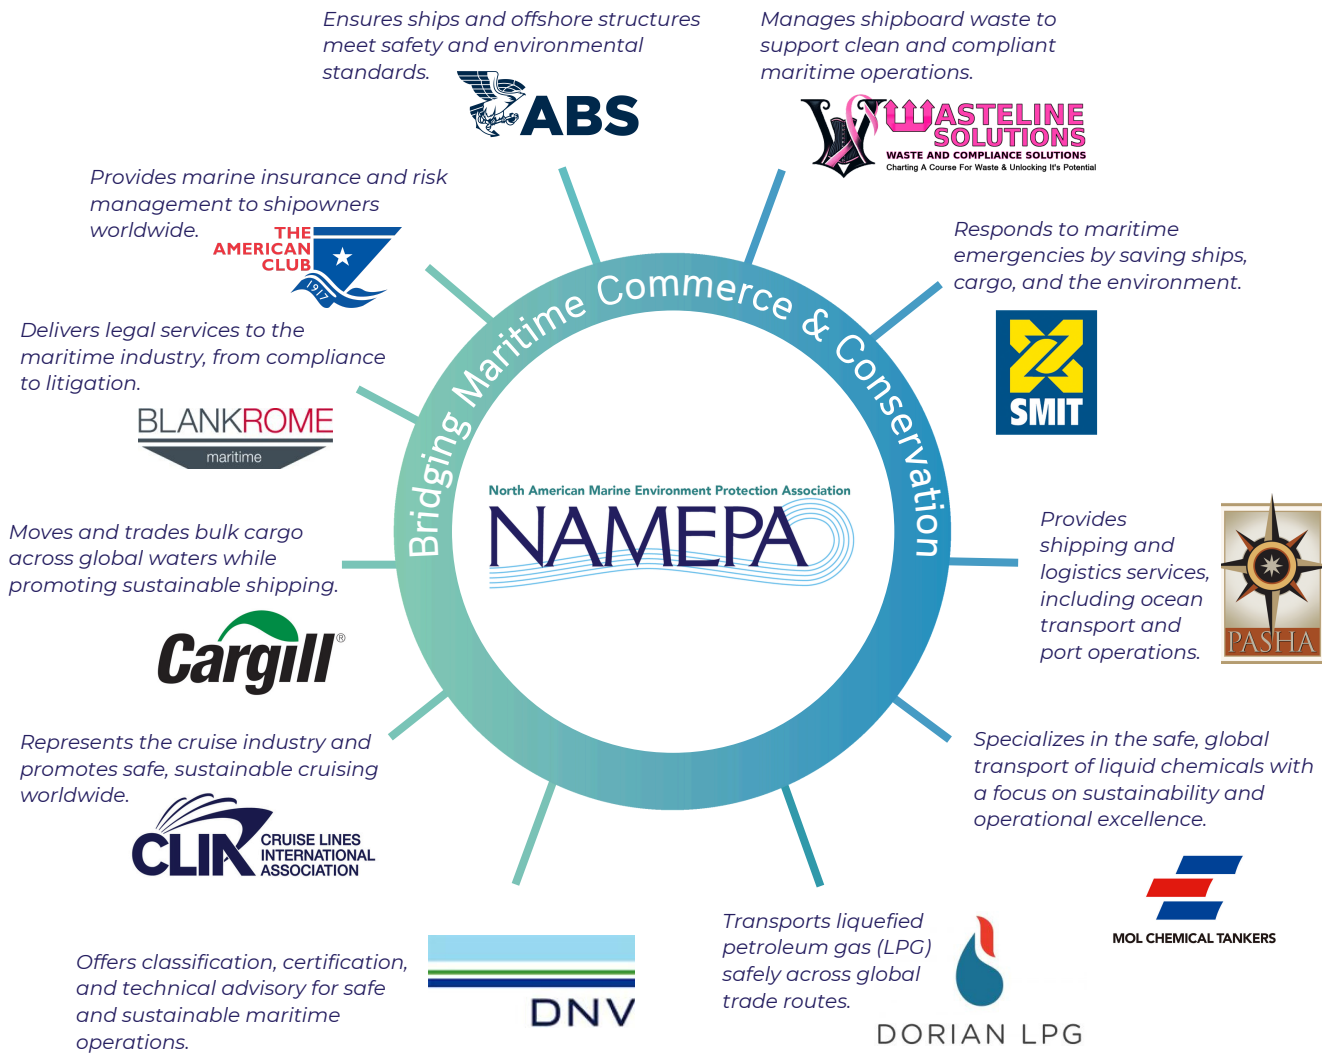 Ensures ships and offshore structures
meet safety and environmental
standards.
ABS
Manages shipboard waste to
support clean and compliant
maritime operations.
WASTELINE
SOLUTIONS
WASTE AND COMPLIANCE SOLUTIONS
Charting A Course For Waste & Unlocking It's Potential
Provides marine insurance and risk
management to shipowners
worldwide.
THE
AMERICAN
CLUB
1917
Responds to maritime
emergencies by saving ships,
cargo, and the environment.
SMIT
Delivers legal services to the
maritime industry, from compliance
to litigation.
BLANKROME
maritime
Bridging Maritime Commerce & Conservation
North American Marine Environment Protection Association
NAMEPA
Moves and trades bulk cargo
across global waters while
promoting sustainable shipping.
Cargill®
Provides
shipping and
logistics services,
including ocean
transport and
port operations.
PASHA
Represents the cruise industry and
promotes safe, sustainable cruising
worldwide.
CLIA
CRUISE LINES
INTERNATIONAL
ASSOCIATION
Specializes in the safe, global
transport of liquid chemicals with
a focus on sustainability and
operational excellence.
MOL CHEMICAL TANKERS
Offers classification, certification,
and technical advisory for safe
and sustainable maritime
operations.
DNV
Transports liquefied
petroleum gas (LPG)
safely across global
trade routes.
DORIAN LPG